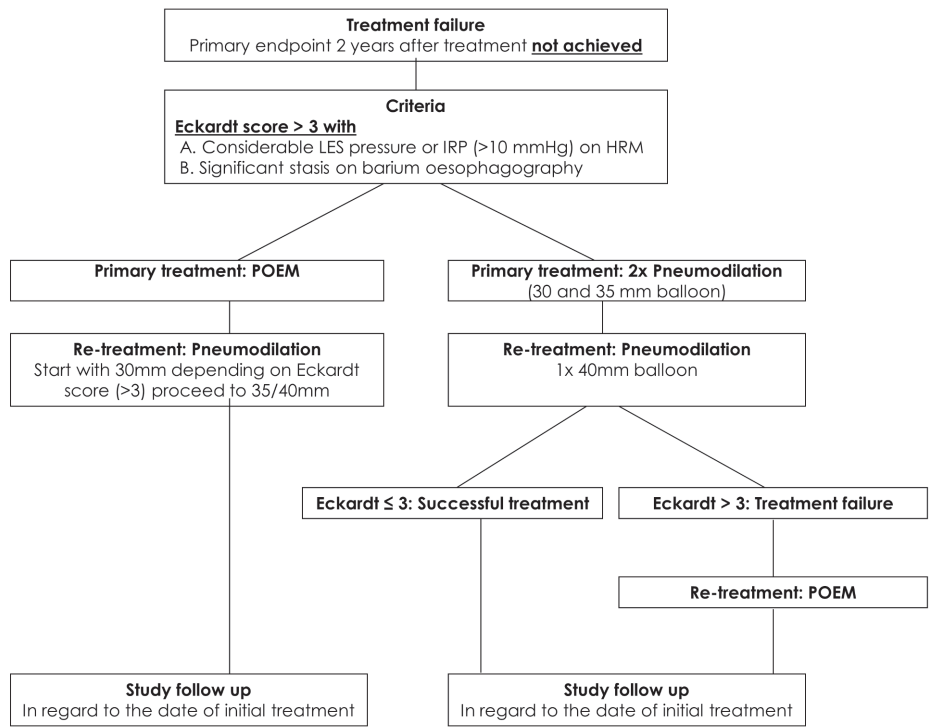 Treatment failure
Primary endpoint 2 years after treatment not achieved
Criteria
Eckardt score > 3 with
A. Considerable LES pressure or IRP (>10 mmHg) on HRM
B. Significant stasis on barium oesophagography
Primary treatment: POEM
Re-treatment: Pneumodilation
Start with 30mm depending on Eckardt
score (>3) proceed to 35/40mm
Primary treatment: 2x Pneumodilation
(30 and 35 mm balloon)
Re-treatment: Pneumodilation
1x 40mm balloon
Eckardt ≤ 3: Successful treatment
Eckardt > 3: Treatment failure
Re-treatment: POEM
Study follow up
In regard to the date of initial treatment
Study follow up
In regard to the date of initial treatment